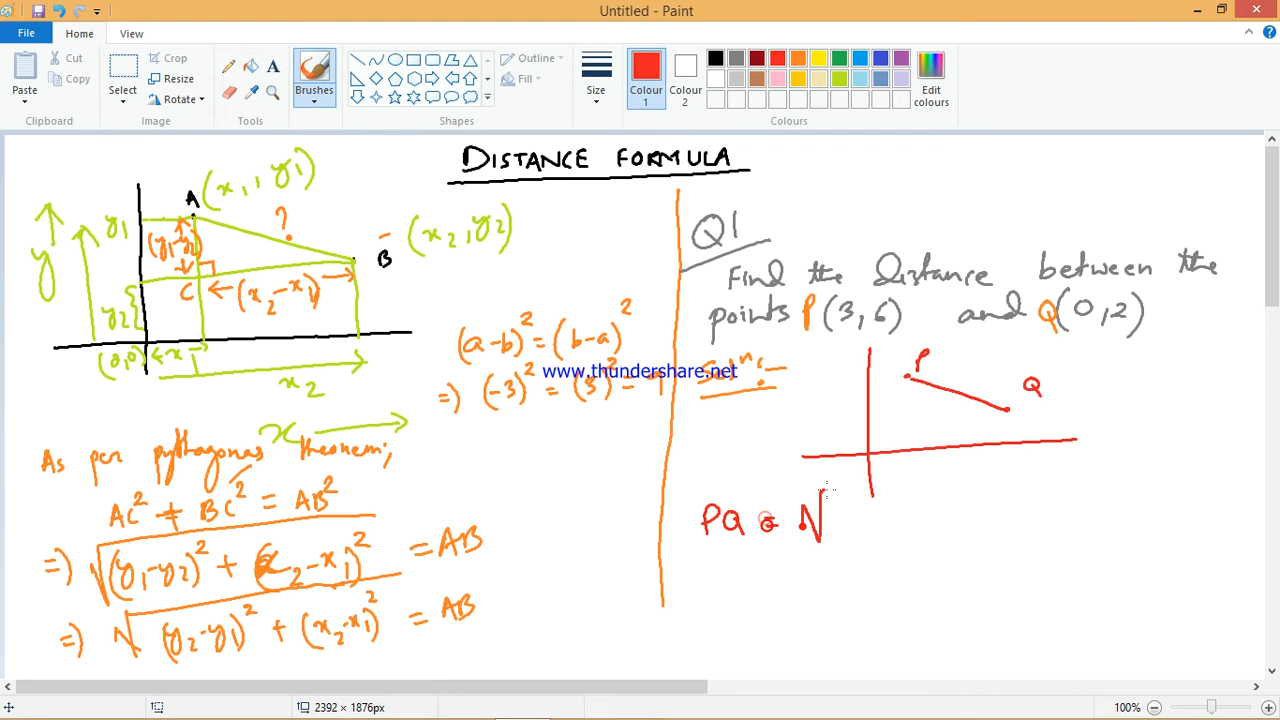 Untitled - Paint
File Home View
Paste
Cut
Copy
Clipboard
Select
Crop
Resize
Rotate
Image
A
Tools
Brushes
Outline
Fill
Shapes
Size
Colour 1
Colour 2
Edit colours
Colours
DISTANCE FORMULA
A (x1, y1)
y
y1
(y1-y2)
?
B (x2, y2)
C
(x2-x1)
y2
(0,0)
x1
x2
x
(a-b)² = (b-a)²
=) (-3)² = (3)² = 9
www.thundershare.net
As per pythagoras theorem;
AC² + BC² = AB²
=) √(y1-y2)² + (x2-x1)² = AB
=) √(y2-y1)² + (x2-x1)² = AB
Q1
Find the Distance between the
points P(3,6) and Q(0,2)
Solⁿ:-
P
Q
PQ = √
2392 × 1876px
100%